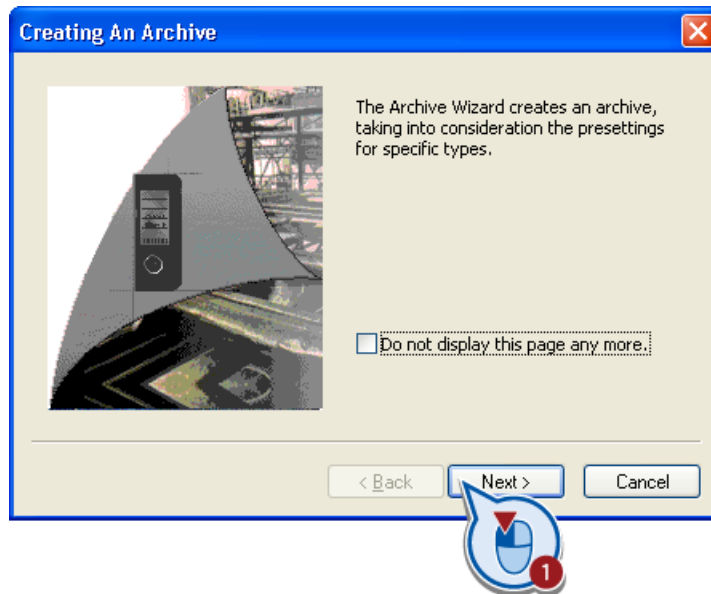 Creating An Archive
The Archive Wizard creates an archive,
taking into consideration the presettings
for specific types.
Do not display this page any more.
< Back
Next >
Cancel
1